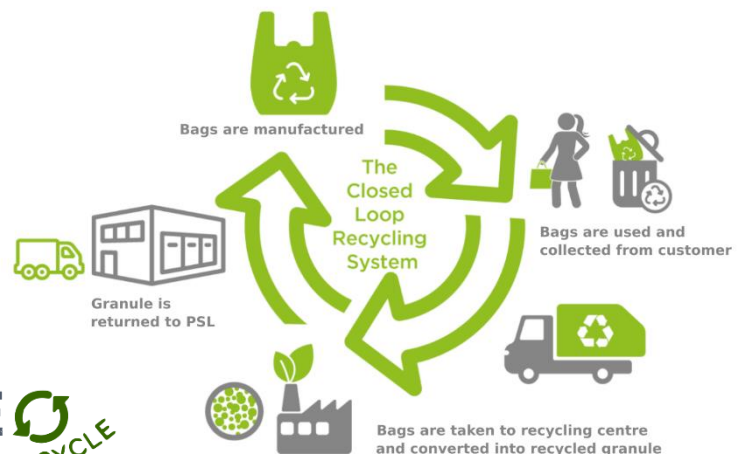 Bags are manufactured
The
Closed
Loop
Recycling
System
Bags are used and
collected from customer
Granule is
returned to PSL
Bags are taken to recycling centre
and converted into recycled granule